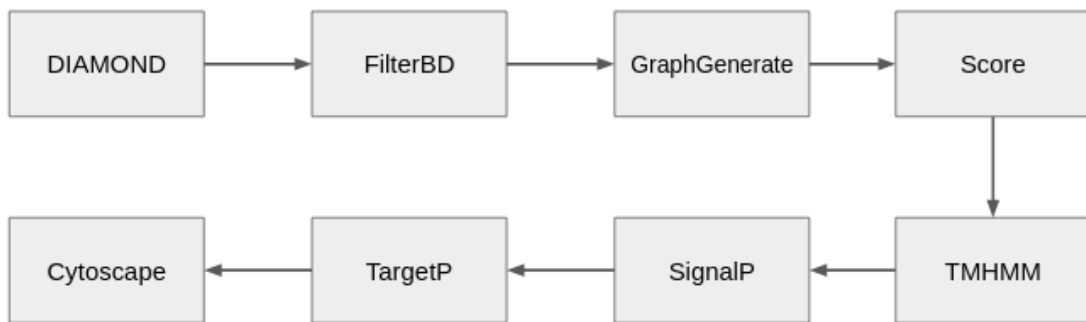 DIAMOND
FilterBD
GraphGenerate
Score
TMHMM
SignalP
TargetP
Cytoscape